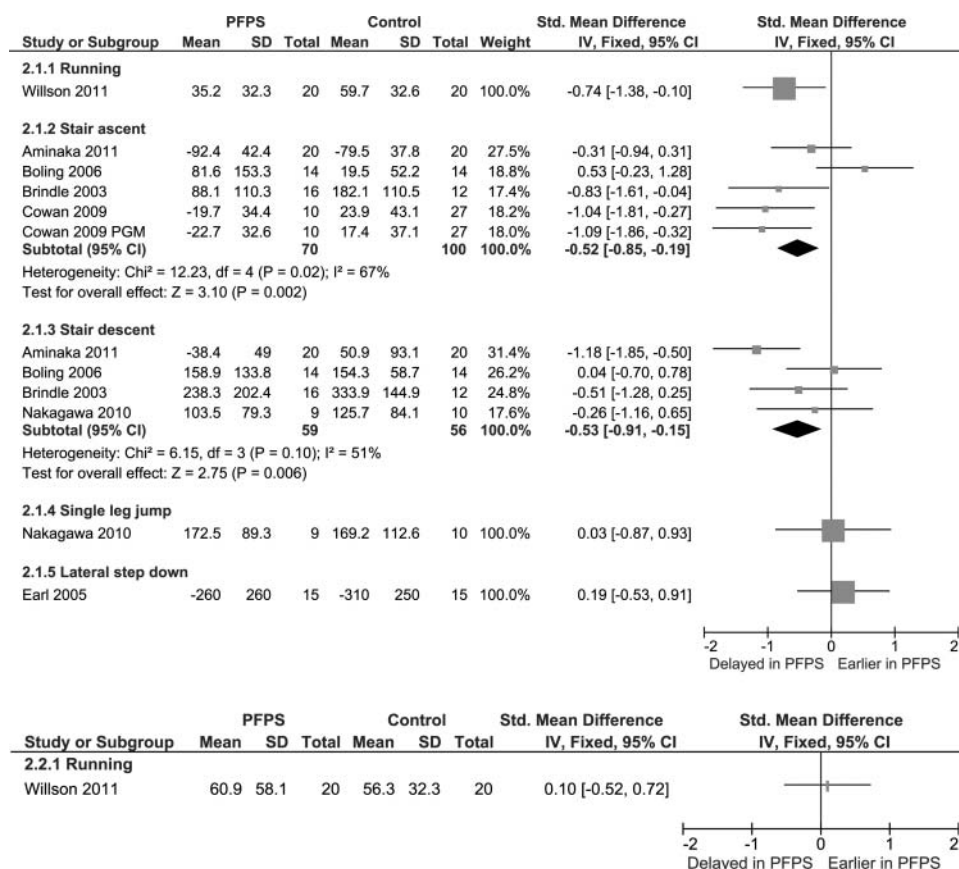 PFPS Control Std. Mean Difference Std. Mean Difference
Study or Subgroup Mean SD Total Mean SD Total Weight IV, Fixed, 95% CI IV, Fixed, 95% CI
2.1.1 Running
Willson 2011 35.2 32.3 20 59.7 32.6 20 100.0% -0.74 [-1.38, -0.10]
2.1.2 Stair ascent
Aminaka 2011 -92.4 42.4 20 -79.5 37.8 20 27.5% -0.31 [-0.94, 0.31]
Boling 2006 81.6 153.3 14 19.5 52.2 14 18.8% 0.53 [-0.23, 1.28]
Brindle 2003 88.1 110.3 16 182.1 110.5 12 17.4% -0.83 [-1.61, -0.04]
Cowan 2009 -19.7 34.4 10 23.9 43.1 27 18.2% -1.04 [-1.81, -0.27]
Cowan 2009 PGM -22.7 32.6 10 17.4 37.1 27 18.0% -1.09 [-1.86, -0.32]
Subtotal (95% CI) 70 100 100.0% -0.52 [-0.85, -0.19]
Heterogeneity: Chi² = 12.23, df = 4 (P = 0.02); I² = 67%
Test for overall effect: Z = 3.10 (P = 0.002)
2.1.3 Stair descent
Aminaka 2011 -38.4 49 20 50.9 93.1 20 31.4% -1.18 [-1.85, -0.50]
Boling 2006 158.9 133.8 14 154.3 58.7 14 26.2% 0.04 [-0.70, 0.78]
Brindle 2003 238.3 202.4 16 333.9 144.9 12 24.8% -0.51 [-1.28, 0.25]
Nakagawa 2010 103.5 79.3 9 125.7 84.1 10 17.6% -0.26 [-1.16, 0.65]
Subtotal (95% CI) 59 56 100.0% -0.53 [-0.91, -0.15]
Heterogeneity: Chi² = 6.15, df = 3 (P = 0.10); I² = 51%
Test for overall effect: Z = 2.75 (P = 0.006)
2.1.4 Single leg jump
Nakagawa 2010 172.5 89.3 9 169.2 112.6 10 100.0% 0.03 [-0.87, 0.93]
2.1.5 Lateral step down
Earl 2005 -260 260 15 -310 250 15 100.0% 0.19 [-0.53, 0.91]
-2 -1 0 1 2
Delayed in PFPS Earlier in PFPS
PFPS Control Std. Mean Difference Std. Mean Difference
Study or Subgroup Mean SD Total Mean SD Total IV, Fixed, 95% CI IV, Fixed, 95% CI
2.2.1 Running
Willson 2011 60.9 58.1 20 56.3 32.3 20 0.10 [-0.52, 0.72]
-2 -1 0 1 2
Delayed in PFPS Earlier in PFPS